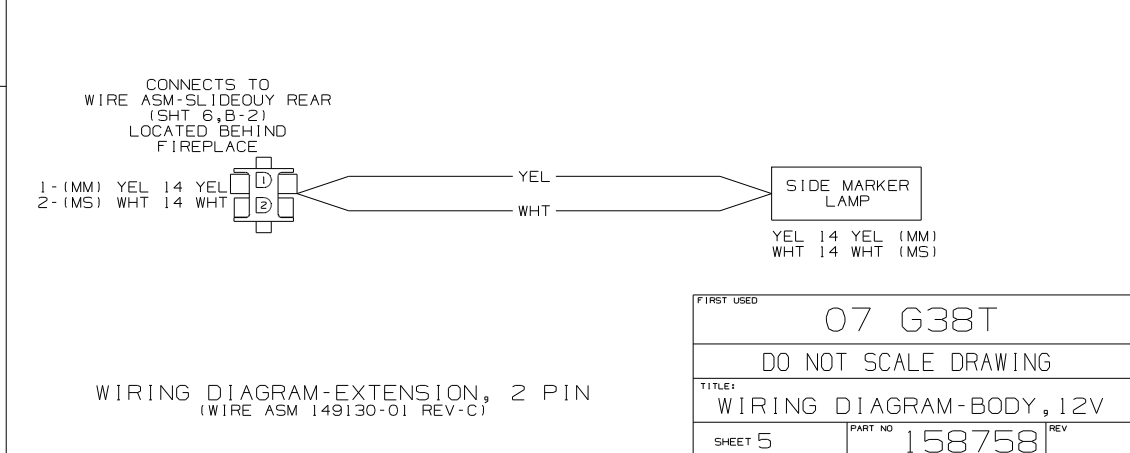 CONNECTS TO
WIRE ASM-SLIDEOUY REAR
(SHT 6,B-2)
LOCATED BEHIND
FIREPLACE
1-(MM) YEL 14 YEL
2-(MS) WHT 14 WHT
1
2
YEL
WHT
SIDE MARKER
LAMP
YEL 14 YEL (MM)
WHT 14 WHT (MS)
WIRING DIAGRAM-EXTENSION, 2 PIN
(WIRE ASM 149130-01 REV-C)
FIRST USED
07 G38T
DO NOT SCALE DRAWING
TITLE:
WIRING DIAGRAM-BODY,12V
SHEET 5
PART NO 158758
REV